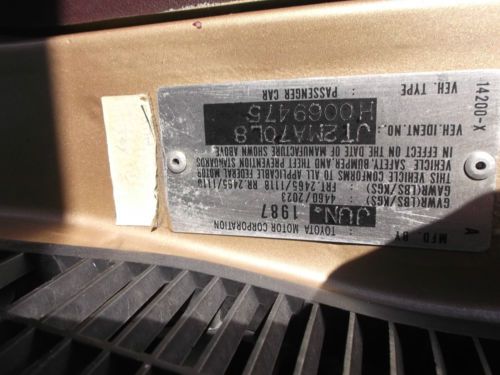 MFD. BY TOYOTA MOTOR CORPORATION A
JUN. 1987
GVWR(LBS/KGS) 4460/2023
GAWR(LBS/KGS) FRT.2465/1118 RR.2465/1118
THIS VEHICLE CONFORMS TO ALL APPLICABLE FEDERAL MOTOR
VEHICLE SAFETY, BUMPER, AND THEFT PREVENTION STANDARDS
IN EFFECT ON THE DATE OF MANUFACTURE SHOWN ABOVE
VEH. IDENT. NO.: JT2MA70L8
H0069475
VEH. TYPE : PASSENGER CAR
14200-X